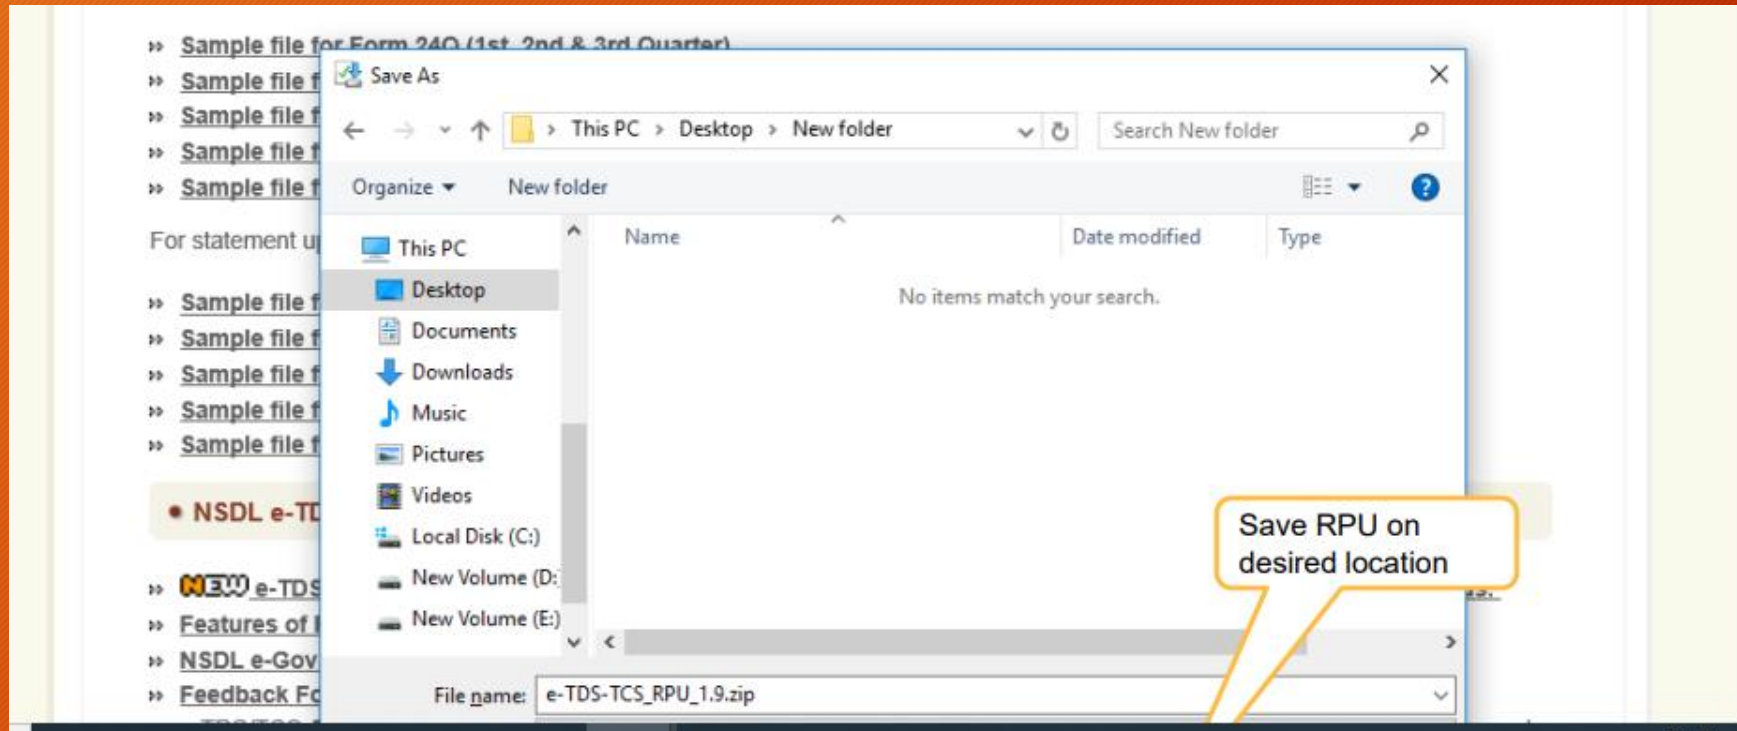 Sample file for Form 24Q (1st, 2nd & 3rd Quarter)
Sample file f
Sample file f
Sample file f
Sample file f
For statement u
Sample file f
Sample file f
Sample file f
Sample file f
Sample file f
NSDL e-TD
NEW e-TDS
Features of
NSDL e-Gov
Feedback Fo
Save As
This PC > Desktop > New folder
Search New folder
Organize
New folder
Name
Date modified
Type
No items match your search.
This PC
Desktop
Documents
Downloads
Music
Pictures
Videos
Local Disk (C:)
New Volume (D:
New Volume (E:)
Save RPU on
desired location
File name: e-TDS-TCS_RPU_1.9.zip